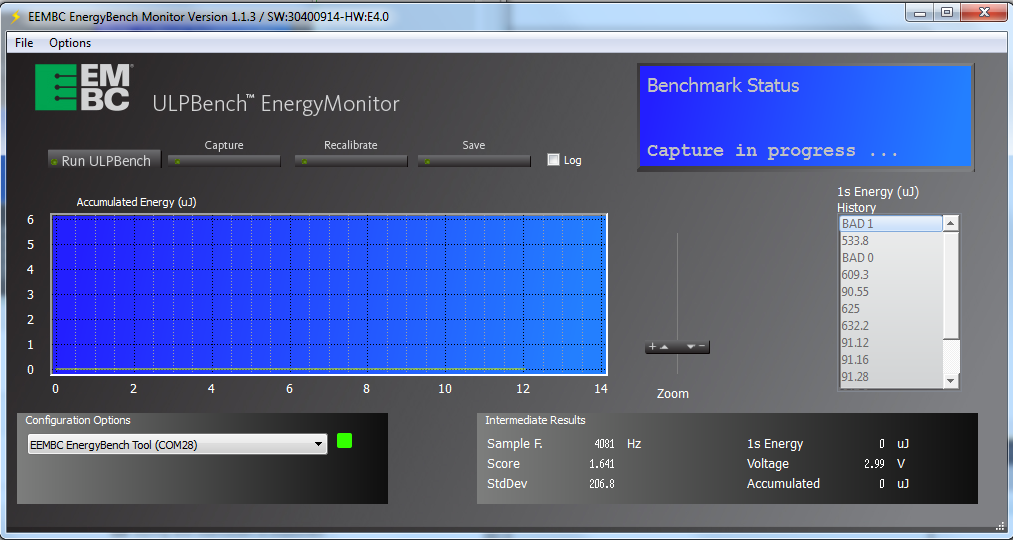 EEMBC EnergyBench Monitor Version 1.1.3 / SW:30400914-HW:E4.0
File Options
EM
BC
ULPBench™ EnergyMonitor
Benchmark Status
Capture in progress ...
Run ULPBench
Capture
Recalibrate
Save
Log
Accumulated Energy (uJ)
6
5
4
3
2
1
0
0 2 4 6 8 10 12 14
+ −
Zoom
1s Energy (uJ)
History
BAD 1
533.8
BAD 0
609.3
90.55
625
632.2
91.12
91.16
91.28
Configuration Options
EEMBC EnergyBench Tool (COM28)
Intermediate Results
Sample F. 4081 Hz 1s Energy 0 uJ
Score 1.641 Voltage 2.99 V
StdDev 206.8 Accumulated 0 uJ